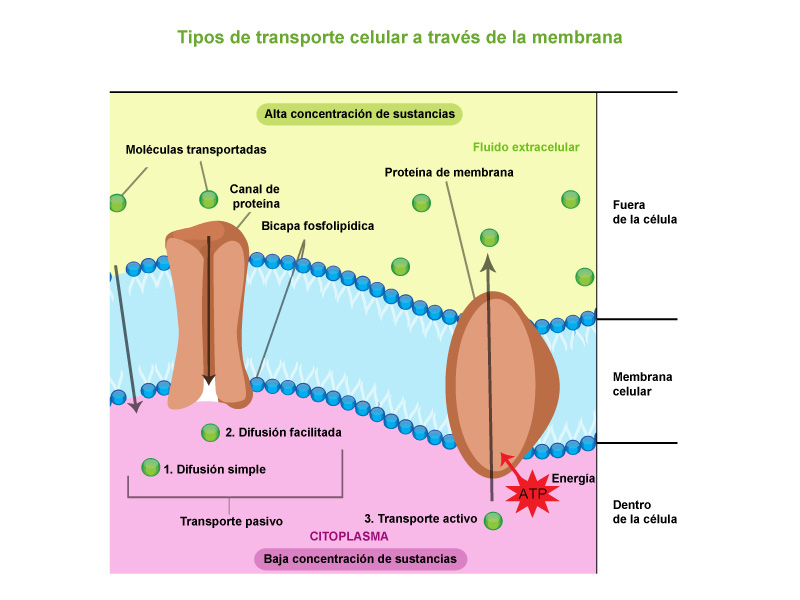 Tipos de transporte celular a través de la membrana
Alta concentración de sustancias
Moléculas transportadas
Fluido extracelular
Proteína de membrana
Canal de
proteína
Bicapa fosfolipídica
Fuera
de la célula
Membrana
celular
2. Difusión facilitada
1. Difusión simple
Energía
ATP
Transporte pasivo
3. Transporte activo
Dentro
de la célula
CITOPLASMA
Baja concentración de sustancias